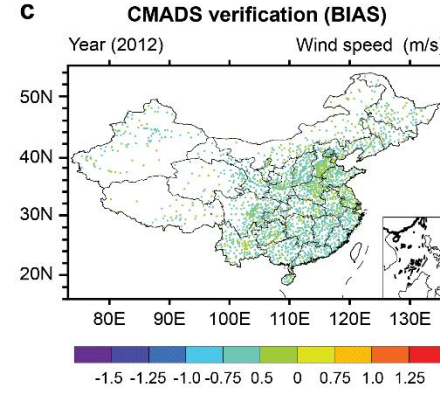 c
CMADS verification (BIAS)
Year (2012) Wind speed (m/s)
50N
40N
30N
20N
80E 90E 100E 110E 120E 130E
-1.5 -1.25 -1.0 -0.75 0.5 0 0.75 1.0 1.25